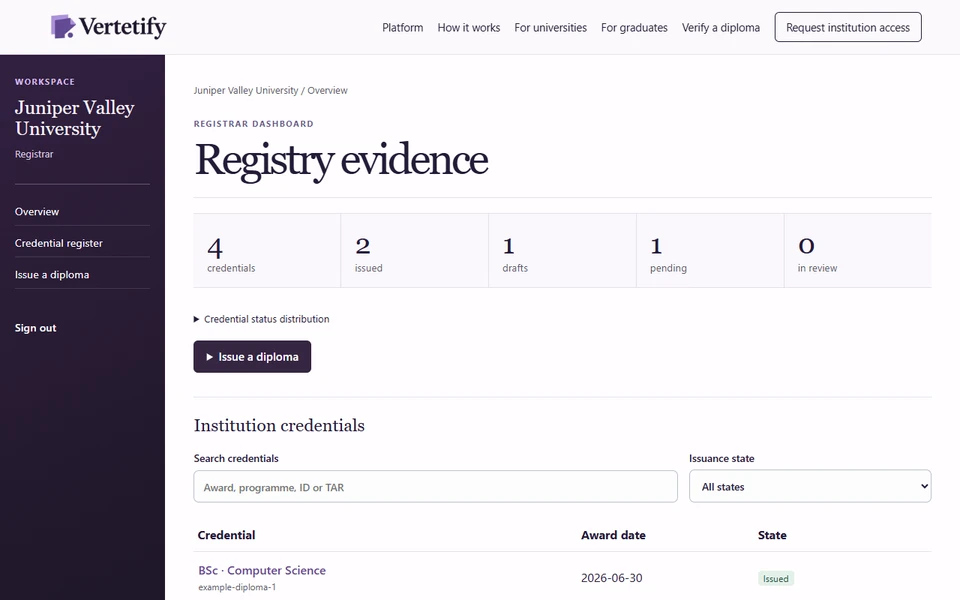 Vertetify
Platform
How it works
For universities
For graduates
Verify a diploma
Request institution access
WORKSPACE
Juniper Valley
University
Registrar
Overview
Credential register
Issue a diploma
Sign out
Juniper Valley University / Overview
REGISTRAR DASHBOARD
Registry evidence
4
credentials
2
issued
1
drafts
1
pending
0
in review
Credential status distribution
Issue a diploma
Institution credentials
Search credentials
Award, programme, ID or TAR
Issuance state
All states
Credential
Award date
State
BSc · Computer Science
example-diploma-1
2026-06-30
Issued